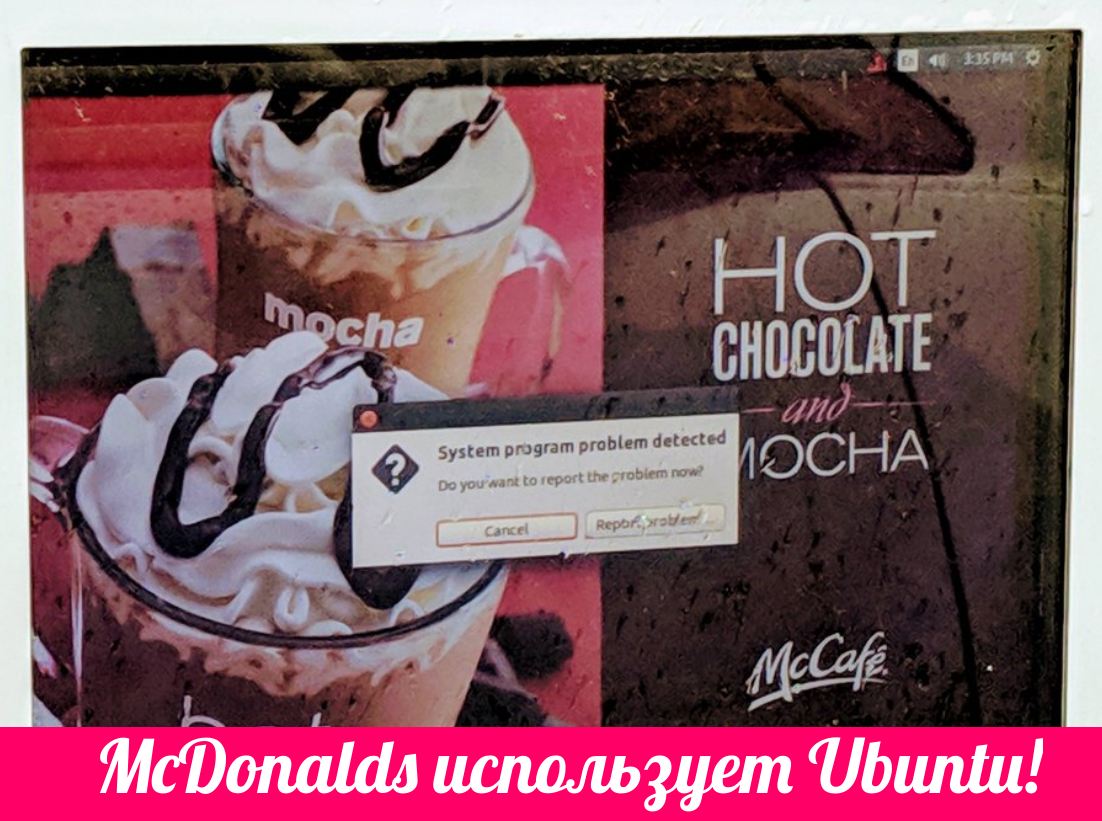 En 3:35 PM
mocha
HOT
CHOCOLATE
and
MOCHA
System program problem detected
Do you want to report the problem now?
Cancel
Report problem...
McCafé
McDonalds использует Ubuntu!